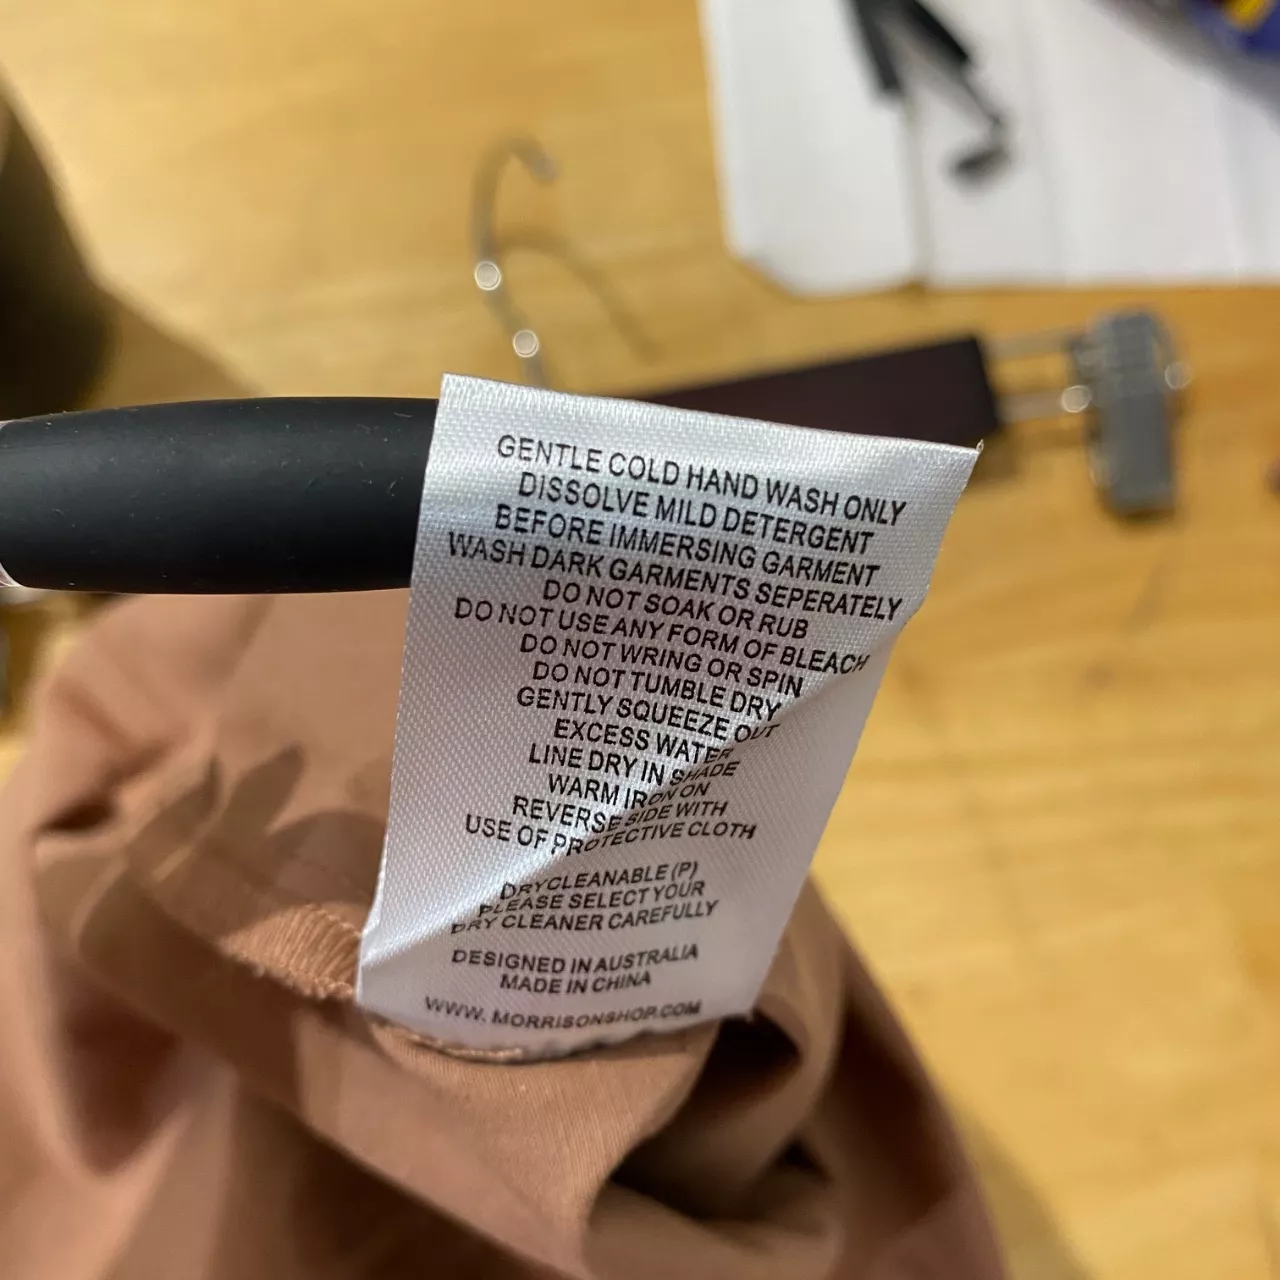 GENTLE COLD HAND WASH ONLY
DISSOLVE MILD DETERGENT
BEFORE IMMERSING GARMENT
WASH DARK GARMENTS SEPERATELY
DO NOT SOAK OR RUB
DO NOT USE ANY FORM OF BLEACH
DO NOT WRING OR SPIN
DO NOT TUMBLE DRY
GENTLY SQUEEZE OUT
EXCESS WATER
LINE DRY IN SHADE
WARM IRON ON
REVERSE SIDE WITH
USE OF PROTECTIVE CLOTH
DRYCLEANABLE (P)
PLEASE SELECT YOUR
DRY CLEANER CAREFULLY
DESIGNED IN AUSTRALIA
MADE IN CHINA
WWW. MORRISONSHOP.COM